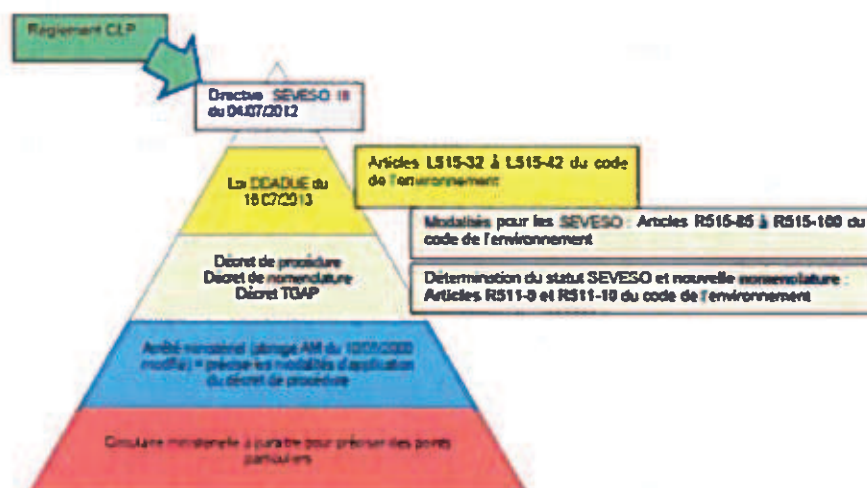 Règlement CLP
Directive SEVESO III
du 04/07/2012
Loi DDADUE du
16/07/2013
Articles L515-32 à L515-42 du code
de l'environnement
Modalités pour les SEVESO : Articles R515-85 à R515-100 du
code de l'environnement
Décret de procédure
Décret de nomenclature
Décret TGAP
Détermination du statut SEVESO et nouvelle nomenclature :
Articles R511-9 et R511-10 du code de l'environnement
Arrêté ministériel (abroge AM du 10/05/2000
modifié) = précise les modalités d'application
du décret de procédure
Circulaire ministérielle à paraître pour préciser des points
particuliers